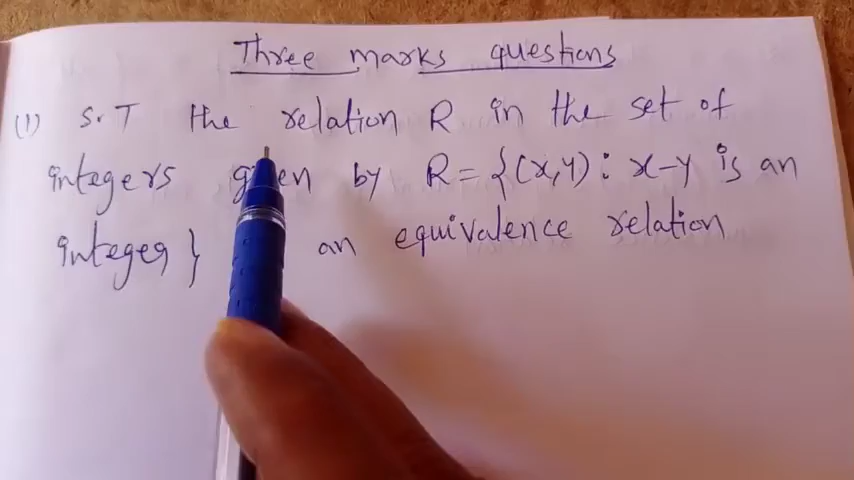 Three marks questions
(1) S.T the relation R in the set of
integers given by R = {(x,y): x-y is an
integer} an equivalence relation